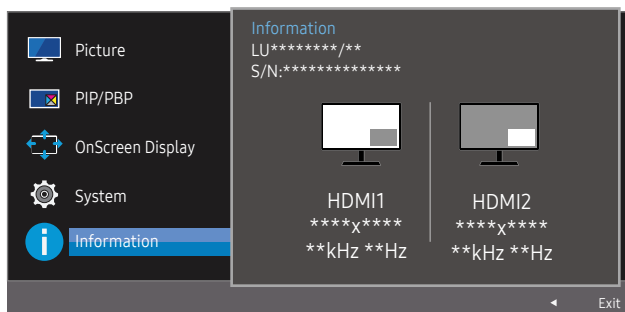 Picture
PIP/PBP
OnScreen Display
System
Information
Information
LU********/**
S/N:**************
HDMI1
****x****
**kHz **Hz
HDMI2
****x****
**kHz **Hz
Exit